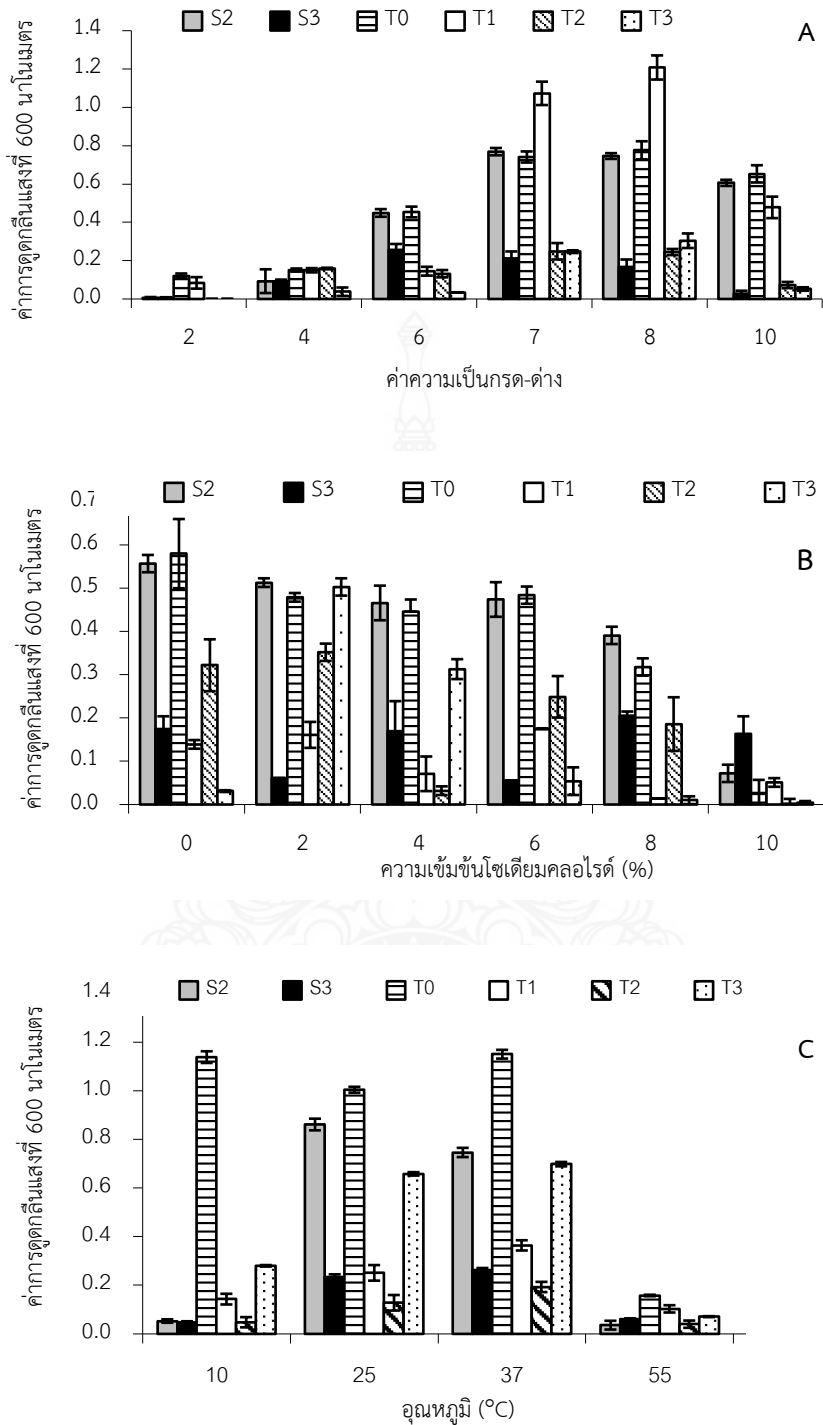 S2 S3 T0 T1 T2 T3
A
ค่าการดูดกลืนแสงที่ 600 นาโนเมตร
1.4
1.2
1.0
0.8
0.6
0.4
0.2
0.0
2 4 6 7 8 10
ค่าความเป็นกรด-ด่าง
S2 S3 T0 T1 T2 T3
B
ค่าการดูดกลืนแสงที่ 600 นาโนเมตร
0.7
0.6
0.5
0.4
0.3
0.2
0.1
0.0
0 2 4 6 8 10
ความเข้มข้นโซเดียมคลอไรด์ (%)
S2 S3 T0 T1 T2 T3
C
ค่าการดูดกลืนแสงที่ 600 นาโนเมตร
1.4
1.2
1.0
0.8
0.6
0.4
0.2
0.0
10 25 37 55
อุณหภูมิ (°C)